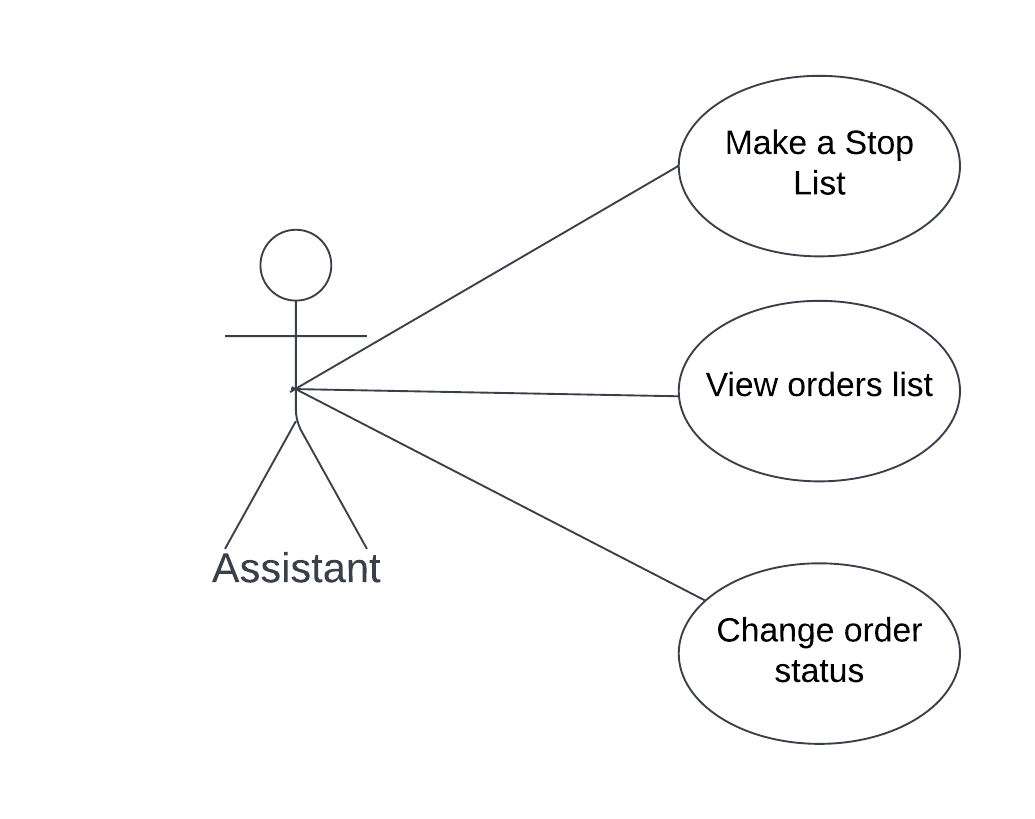 Make a Stop
List
View orders list
Assistant
Change order
status